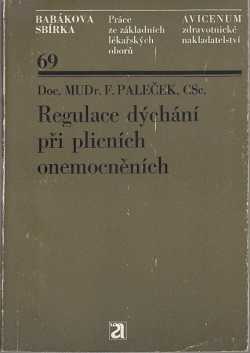 BABÁKOVA
SBÍRKA
Práce
ze základních
lékařských
oborů
AVICENUM
zdravotnické
nakladatelství
69
Doc. MUDr. F. PALEČEK, CSc.
Regulace dýchání
při plicních
onemocněních
a